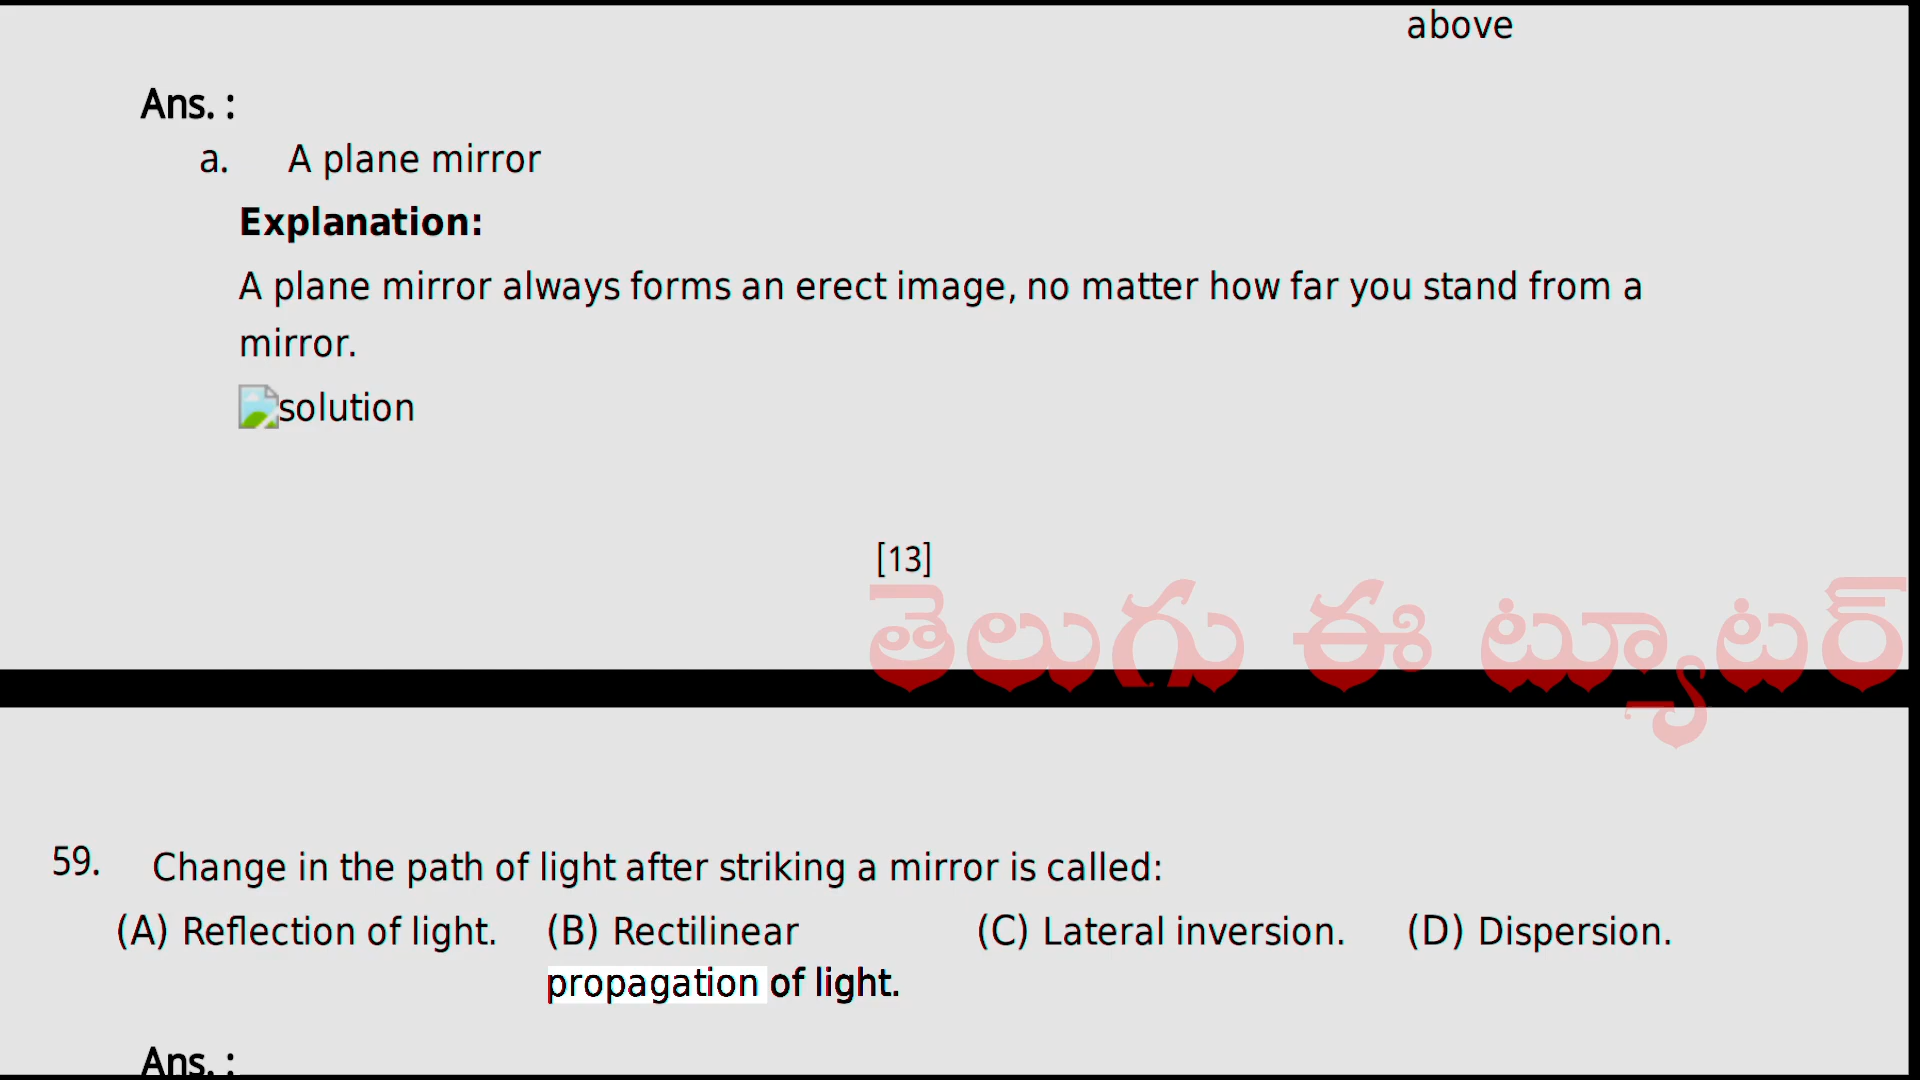 above
Ans. :
a. A plane mirror
Explanation:
A plane mirror always forms an erect image, no matter how far you stand from a
mirror.
solution
[13]
తెలుగు ఈ ట్యూటర్
59. Change in the path of light after striking a mirror is called:
(A) Reflection of light. (B) Rectilinear (C) Lateral inversion. (D) Dispersion.
propagation of light.
Ans. :